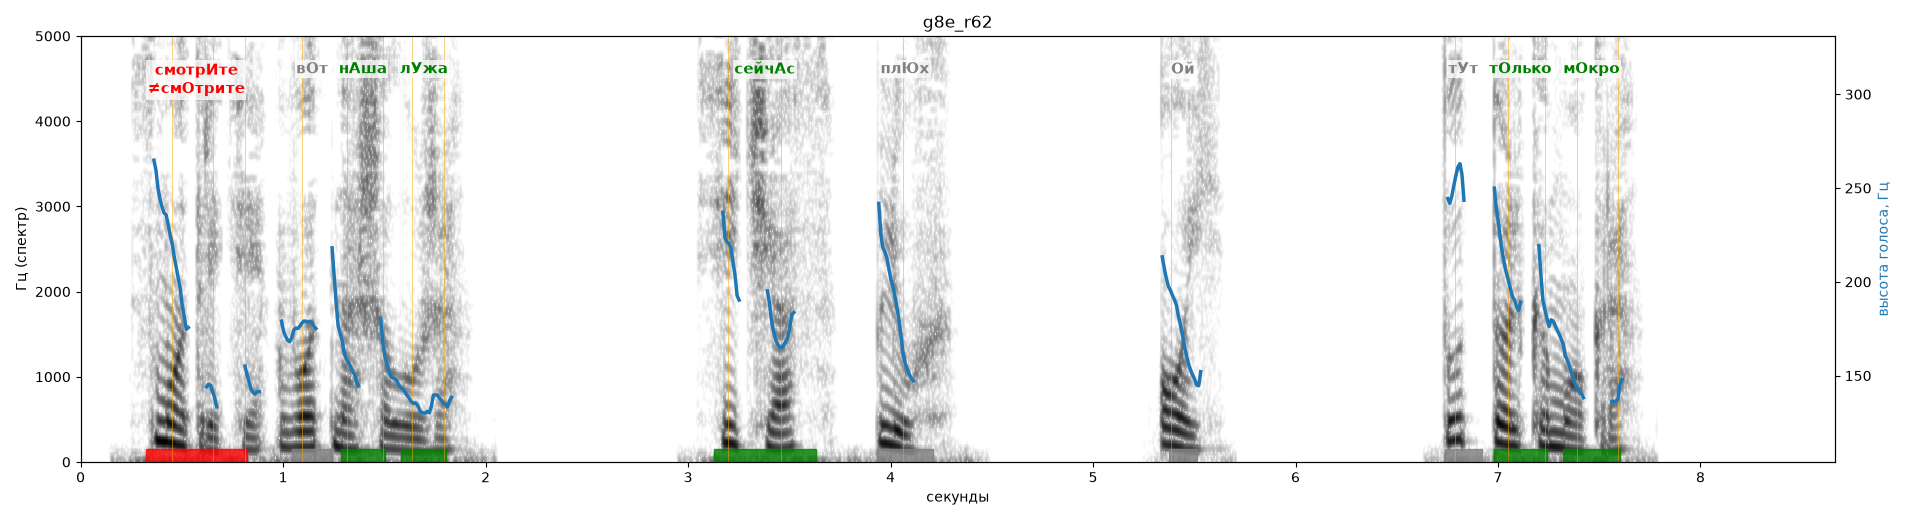 g8e_r62
смотрИте вОт нАша лУжа сейчАс плЮх Ой тУт тОлько мОкро
≠смОтрите
5000
4000
3000
2000
1000
0
Гц (спектр)
300
250
200
150
высота голоса, Гц
0 1 2 3 4 5 6 7 8
секунды